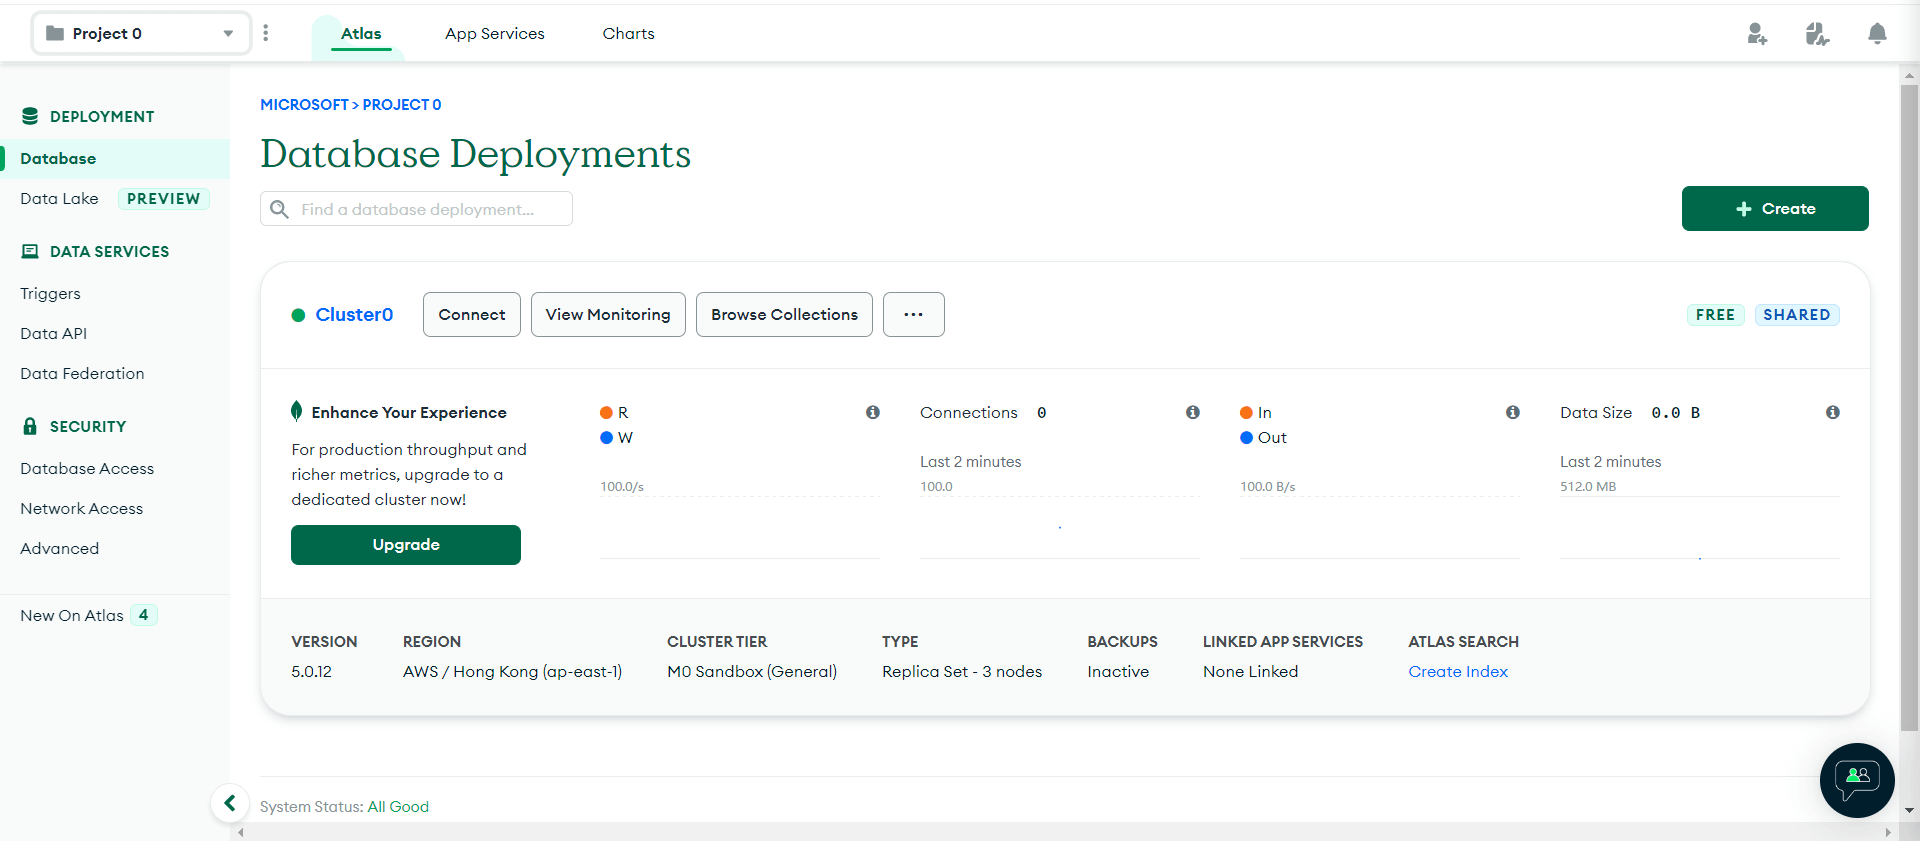 Project 0
Atlas
App Services
Charts
DEPLOYMENT
Database
Data Lake PREVIEW
DATA SERVICES
Triggers
Data API
Data Federation
SECURITY
Database Access
Network Access
Advanced
New On Atlas 4
MICROSOFT > PROJECT 0
Database Deployments
Find a database deployment...
+ Create
Cluster0
Connect
View Monitoring
Browse Collections
...
FREE
SHARED
Enhance Your Experience
For production throughput and
richer metrics, upgrade to a
dedicated cluster now!
Upgrade
R
W
100.0/s
Connections 0
Last 2 minutes
100.0
In
Out
100.0 B/s
Data Size 0.0 B
Last 2 minutes
512.0 MB
VERSION
5.0.12
REGION
AWS / Hong Kong (ap-east-1)
CLUSTER TIER
M0 Sandbox (General)
TYPE
Replica Set - 3 nodes
BACKUPS
Inactive
LINKED APP SERVICES
None Linked
ATLAS SEARCH
Create Index
System Status: All Good